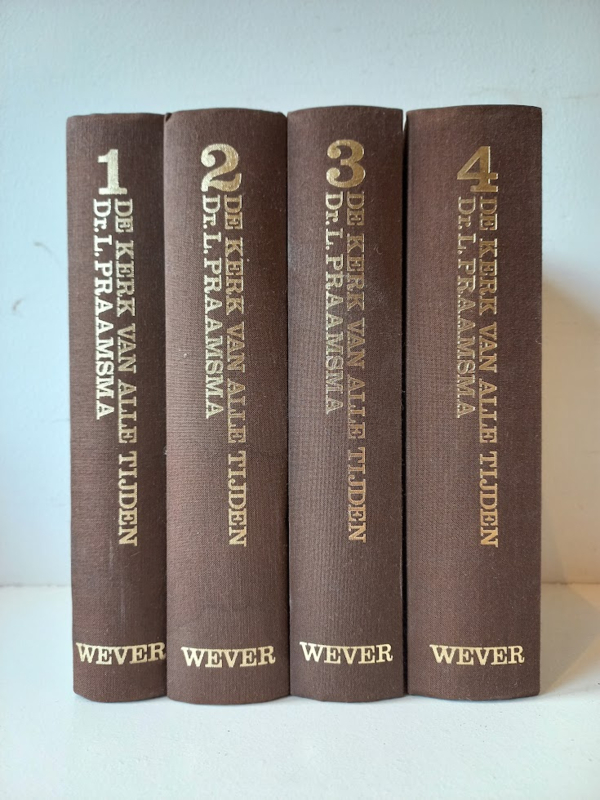 1
DE KERK VAN ALLE TIJDEN
Dr. L. PRAAMSMA
WEVER
2
DE KERK VAN ALLE TIJDEN
Dr. L. PRAAMSMA
WEVER
3
DE KERK VAN ALLE TIJDEN
Dr. L. PRAAMSMA
WEVER
4
DE KERK VAN ALLE TIJDEN
Dr. L. PRAAMSMA
WEVER